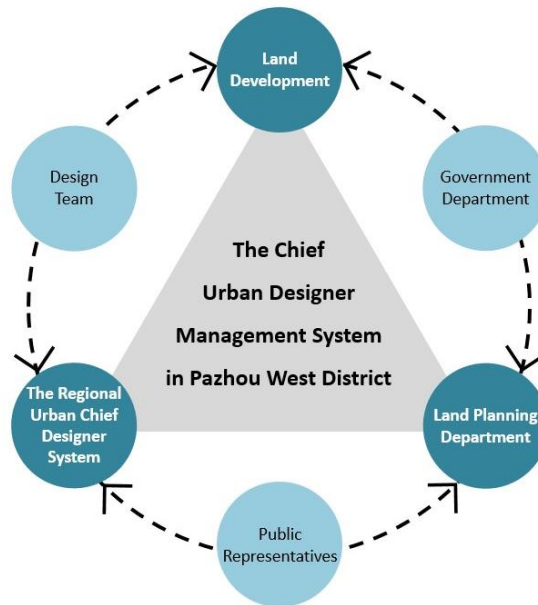 Land
Development
Design
Team
Government
Department
The Chief
Urban Designer
Management System
in Pazhou West District
The Regional
Urban Chief
Designer
System
Land Planning
Department
Public
Representatives